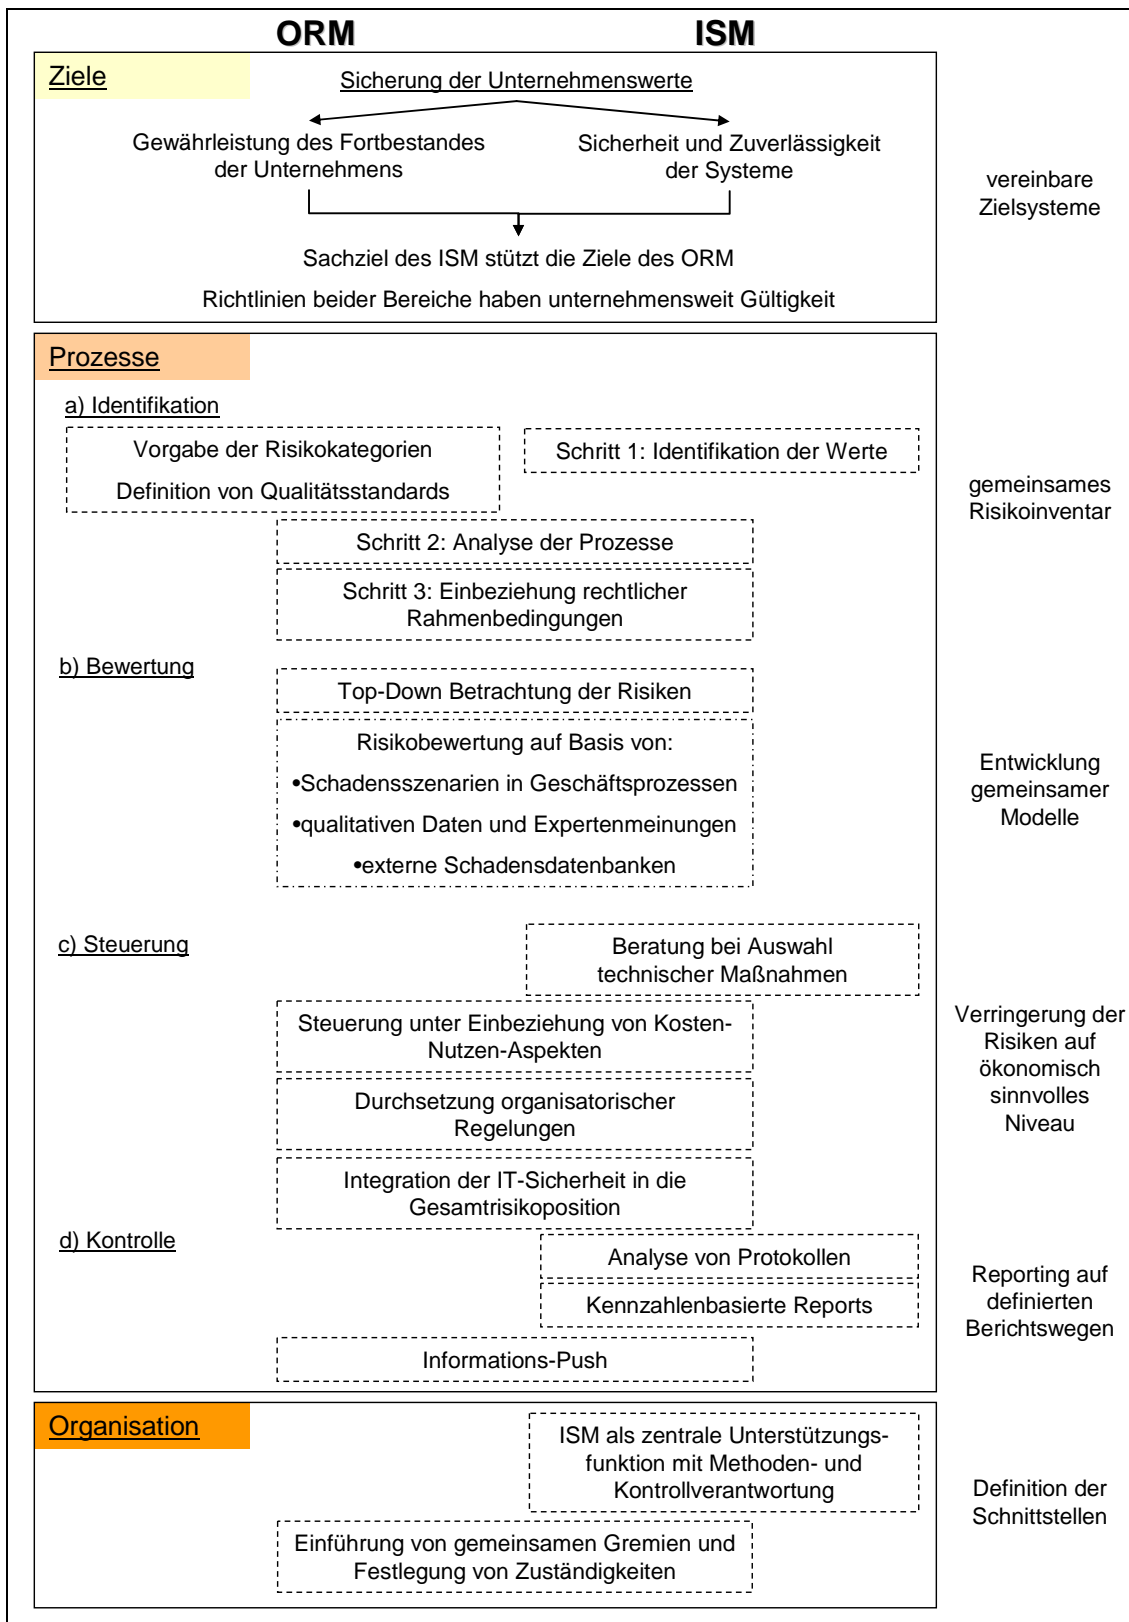 ORM
ISM
Ziele
Sicherung der Unternehmenswerte
Gewährleistung des Fortbestandes
der Unternehmens
Sicherheit und Zuverlässigkeit
der Systeme
Sachziel des ISM stützt die Ziele des ORM
Richtlinien beider Bereiche haben unternehmensweit Gültigkeit
vereinbare
Zielsysteme
Prozesse
a) Identifikation
Vorgabe der Risikokategorien
Definition von Qualitätsstandards
Schritt 1: Identifikation der Werte
Schritt 2: Analyse der Prozesse
Schritt 3: Einbeziehung rechtlicher
Rahmenbedingungen
gemeinsames
Risikoinventar
b) Bewertung
Top-Down Betrachtung der Risiken
Risikobewertung auf Basis von:
•Schadensszenarien in Geschäftsprozessen
•qualitativen Daten und Expertenmeinungen
•externe Schadensdatenbanken
Entwicklung
gemeinsamer
Modelle
c) Steuerung
Beratung bei Auswahl
technischer Maßnahmen
Steuerung unter Einbeziehung von Kosten-
Nutzen-Aspekten
Durchsetzung organisatorischer
Regelungen
Integration der IT-Sicherheit in die
Gesamtrisikoposition
Verringerung der
Risiken auf
ökonomisch
sinnvolles
Niveau
d) Kontrolle
Analyse von Protokollen
Kennzahlenbasierte Reports
Informations-Push
Reporting auf
definierten
Berichtswegen
Organisation
ISM als zentrale Unterstützungs-
funktion mit Methoden- und
Kontrollverantwortung
Einführung von gemeinsamen Gremien und
Festlegung von Zuständigkeiten
Definition der
Schnittstellen